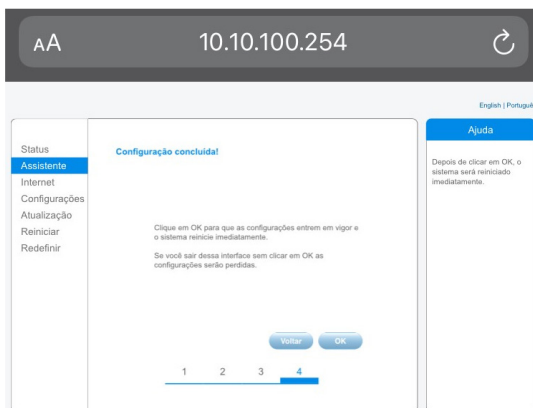 AA
10.10.100.254
English | Portuguê
Status
Assistente
Internet
Configurações
Atualização
Reiniciar
Redefinir
Configuração concluída!
Clique em OK para que as configurações entrem em vigor e
o sistema reinicie imediatamente.
Se você sair dessa interface sem clicar em OK as
configurações serão perdidas.
Voltar
OK
1 2 3 4
Ajuda
Depois de clicar em OK, o
sistema será reiniciado
imediatamente.